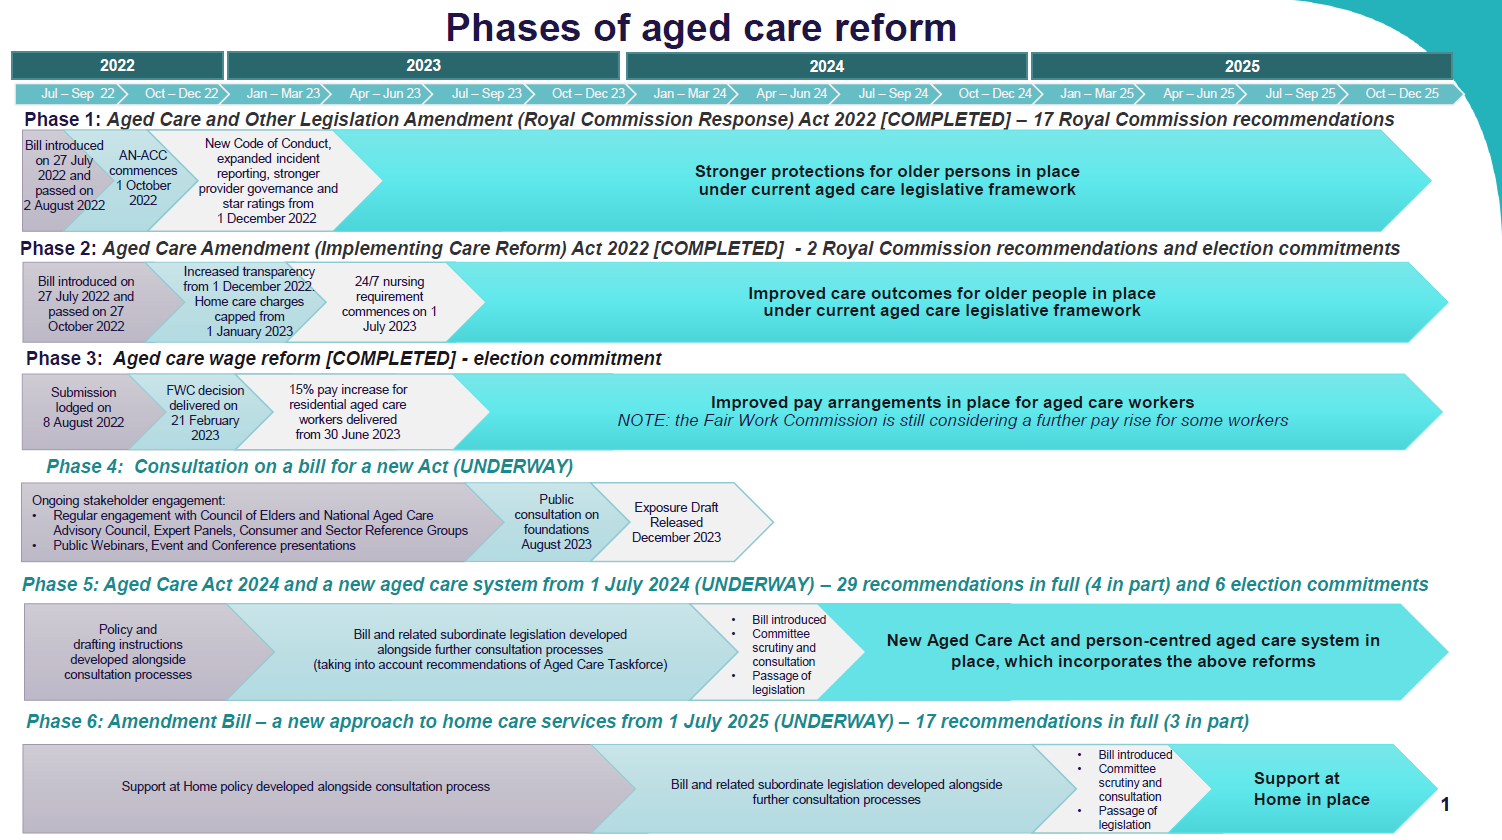 Phases of aged care reform
2022
2023
2024
2025
Jul – Sep 22
Oct – Dec 22
Jan – Mar 23
Apr – Jun 23
Jul – Sep 23
Oct – Dec 23
Jan – Mar 24
Apr – Jun 24
Jul – Sep 24
Oct – Dec 24
Jan – Mar 25
Apr – Jun 25
Jul – Sep 25
Oct – Dec 25
Phase 1: Aged Care and Other Legislation Amendment (Royal Commission Response) Act 2022 [COMPLETED] – 17 Royal Commission recommendations
Bill introduced
on 27 July
2022 and
passed on
2 August 2022
AN-ACC
commences
1 October
2022
New Code of Conduct,
expanded incident
reporting, stronger
provider governance and
star ratings from
1 December 2022
Stronger protections for older persons in place
under current aged care legislative framework
Phase 2: Aged Care Amendment (Implementing Care Reform) Act 2022 [COMPLETED] - 2 Royal Commission recommendations and election commitments
Bill introduced on
27 July 2022 and
passed on 27
October 2022
Increased transparency
from 1 December 2022.
Home care charges
capped from
1 January 2023
24/7 nursing
requirement
commences on 1
July 2023
Improved care outcomes for older people in place
under current aged care legislative framework
Phase 3: Aged care wage reform [COMPLETED] - election commitment
Submission
lodged on
8 August 2022
FWC decision
delivered on
21 February
2023
15% pay increase for
residential aged care
workers delivered
from 30 June 2023
Improved pay arrangements in place for aged care workers
NOTE: the Fair Work Commission is still considering a further pay rise for some workers
Phase 4: Consultation on a bill for a new Act (UNDERWAY)
Ongoing stakeholder engagement:
• Regular engagement with Council of Elders and National Aged Care
Advisory Council, Expert Panels, Consumer and Sector Reference Groups
• Public Webinars, Event and Conference presentations
Public
consultation on
foundations
August 2023
Exposure Draft
Released
December 2023
Phase 5: Aged Care Act 2024 and a new aged care system from 1 July 2024 (UNDERWAY) – 29 recommendations in full (4 in part) and 6 election commitments
Policy and
drafting instructions
developed alongside
consultation processes
Bill and related subordinate legislation developed
alongside further consultation processes
(taking into account recommendations of Aged Care Taskforce)
• Bill introduced
• Committee
scrutiny and
consultation
• Passage of
legislation
New Aged Care Act and person-centred aged care system in
place, which incorporates the above reforms
Phase 6: Amendment Bill – a new approach to home care services from 1 July 2025 (UNDERWAY) – 17 recommendations in full (3 in part)
Support at Home policy developed alongside consultation process
Bill and related subordinate legislation developed alongside
further consultation processes
• Bill introduced
• Committee
scrutiny and
consultation
• Passage of
legislation
Support at
Home in place
1